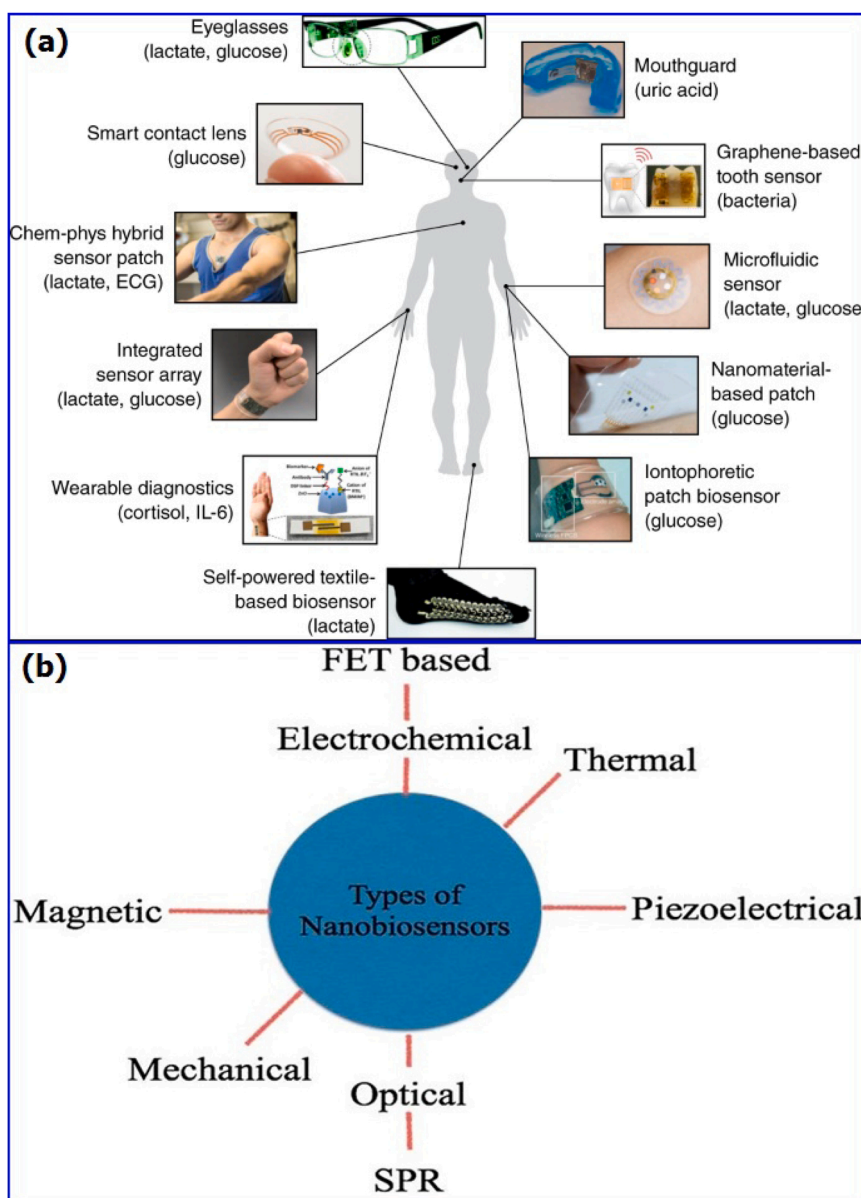 (a)
Eyeglasses
(lactate, glucose)
Mouthguard
(uric acid)
Smart contact lens
(glucose)
Graphene-based
tooth sensor
(bacteria)
Chem-phys hybrid
sensor patch
(lactate, ECG)
Microfluidic
sensor
(lactate, glucose
Integrated
sensor array
(lactate, glucose)
Nanomaterial-
based patch
(glucose)
Wearable diagnostics
(cortisol, IL-6)
Biomarker
Antibody
ZnO
Iontophoretic
patch biosensor
(glucose)
Self-powered textile-
based biosensor
(lactate)
(b)
FET based
Electrochemical
Thermal
Types of
Nanobiosensors
Magnetic
Piezoelectrical
Mechanical
Optical
SPR